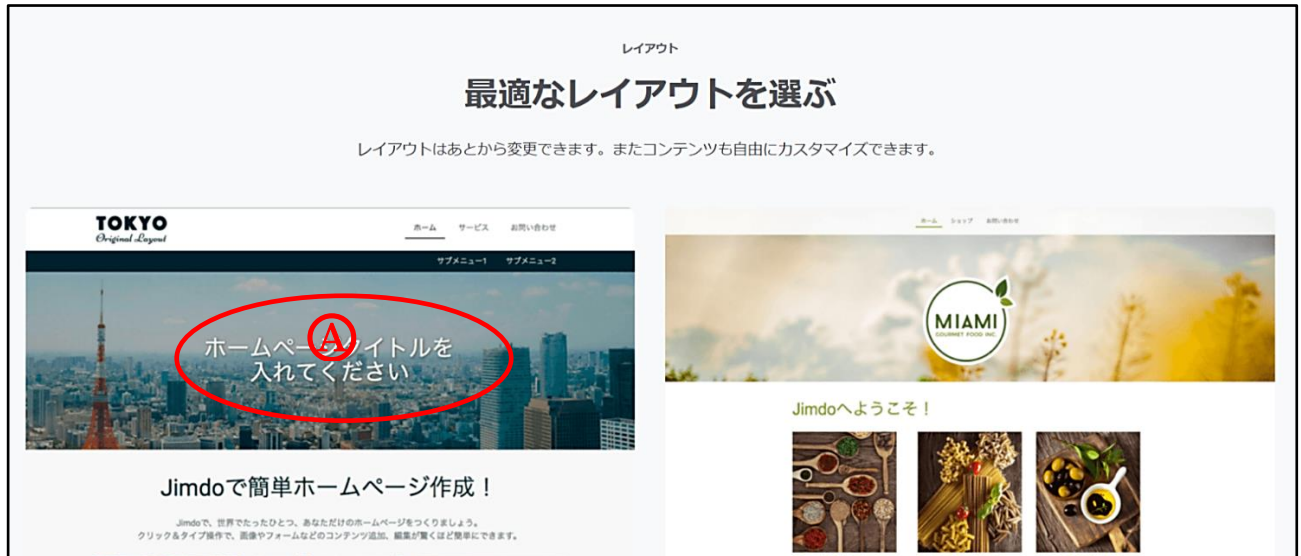 レイアウト
最適なレイアウトを選ぶ
レイアウトはあとから変更できます。またコンテンツも自由にカスタマイズできます。
TOKYO
Original Layout
ホーム サービス お問い合わせ
サブメニュー1 サブメニュー2
A
ホームページタイトルを
入れてください
Jimdoで簡単ホームページ作成！
Jimdoで、世界でたったひとつ、あなただけのホームページをつくりましょう。
クリック&タイプ操作で、画像やフォームなどのコンテンツ追加、編集が驚くほど簡単にできます。
ホーム ショップ お問い合わせ
MIAMI
GOURMET FOOD INC.
Jimdoへようこそ！